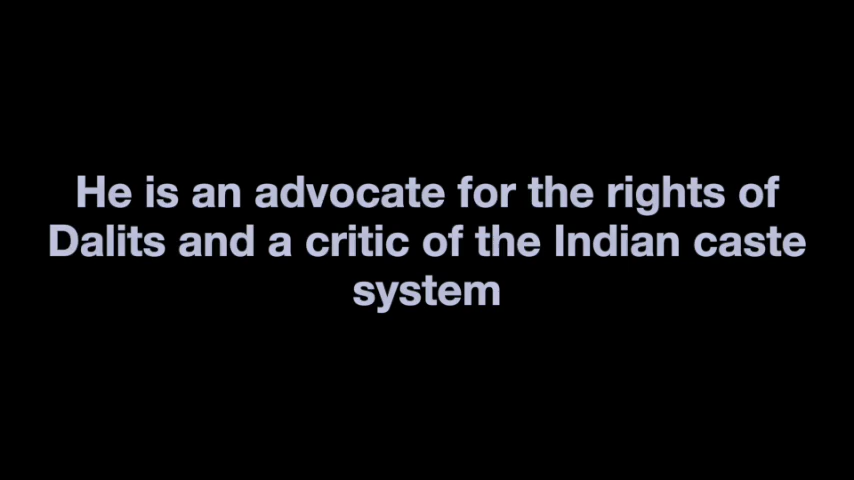 He is an advocate for the rights of
Dalits and a critic of the Indian caste
system